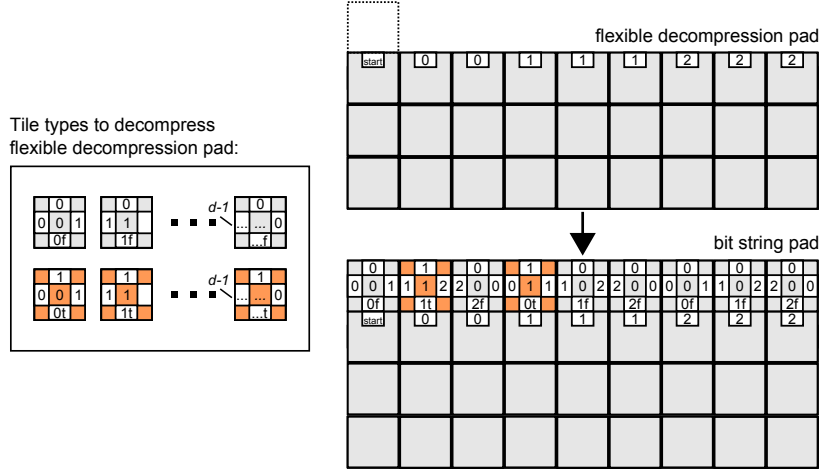 flexible decompression pad
start 0 0 1 1 1 2 2 2
Tile types to decompress
flexible decompression pad:
0 0 d-1 0
0 0 1 1 1 ... ... 0
0f 1f ...f
1 1 d-1 1
0 0 1 1 1 ... ... 0
0t 1t ...t
bit string pad
0 1 0 1 0 0 0 0 0
0 0 1 1 1 2 2 0 0 0 1 1 1 0 2 2 0 0 0 0 1 1 0 2 2 0 0
0f 1t 2f 0t 1f 2f 0f 1f 2f
start 0 0 1 1 1 2 2 2